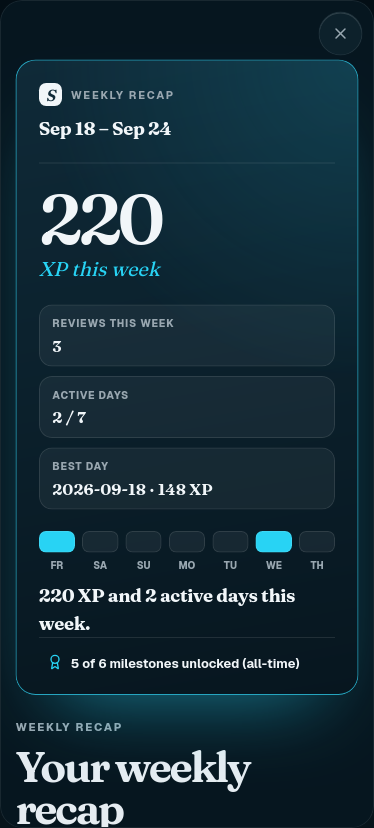 S WEEKLY RECAP
Sep 18 – Sep 24
220
XP this week
REVIEWS THIS WEEK
3
ACTIVE DAYS
2 / 7
BEST DAY
2026-09-18 · 148 XP
FR SA SU MO TU WE TH
220 XP and 2 active days this
week.
5 of 6 milestones unlocked (all-time)
WEEKLY RECAP
Your weekly
recap